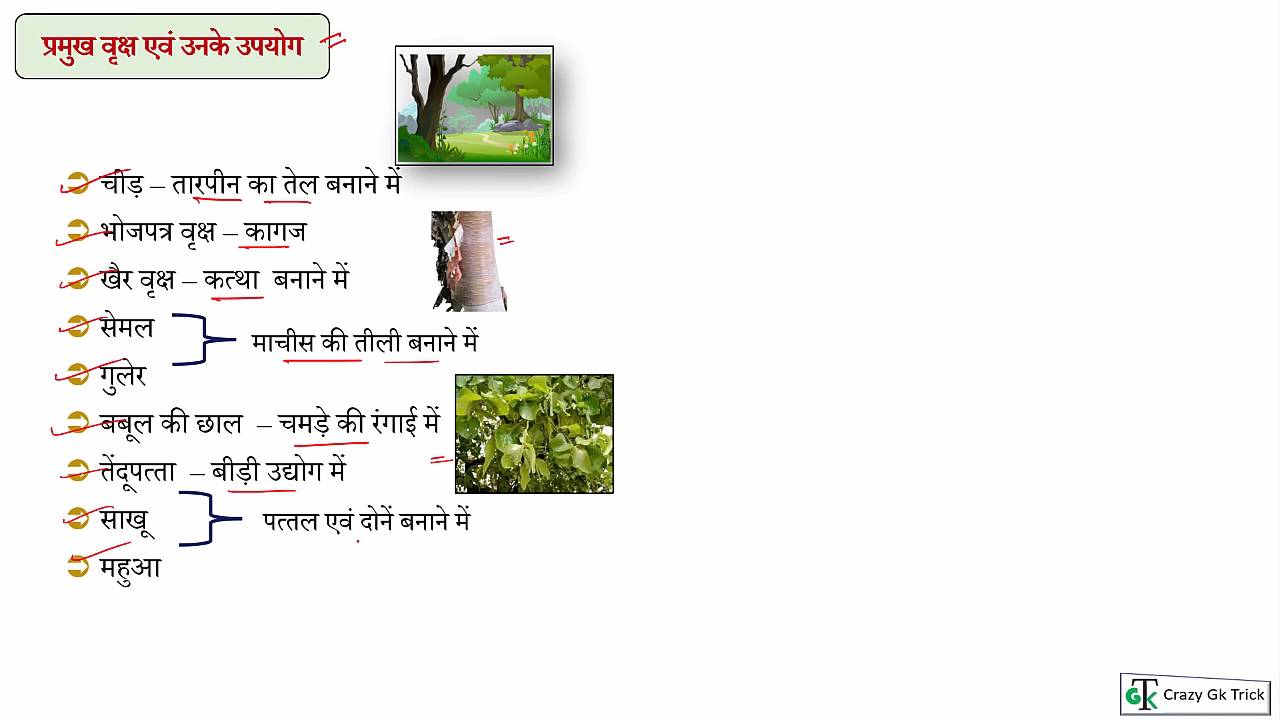 प्रमुख वृक्ष एवं उनके उपयोग
चीड़ – तारपीन का तेल बनाने में
भोजपत्र वृक्ष – कागज
खैर वृक्ष – कत्था बनाने में
सेमल
माचीस की तीली बनाने में
गुलेर
बबूल की छाल – चमड़े की रंगाई में
तेंदूपत्ता – बीड़ी उद्योग में
साखू
पत्तल एवं दोनें बनाने में
महुआ
GTK Crazy Gk Trick